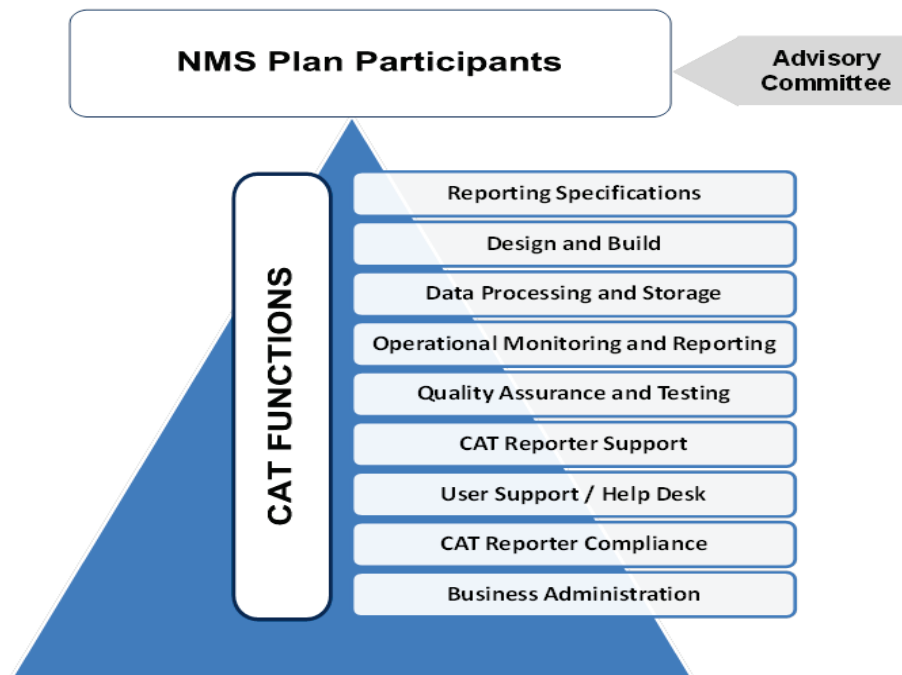 NMS Plan Participants
Advisory
Committee
CAT FUNCTIONS
Reporting Specifications
Design and Build
Data Processing and Storage
Operational Monitoring and Reporting
Quality Assurance and Testing
CAT Reporter Support
User Support / Help Desk
CAT Reporter Compliance
Business Administration